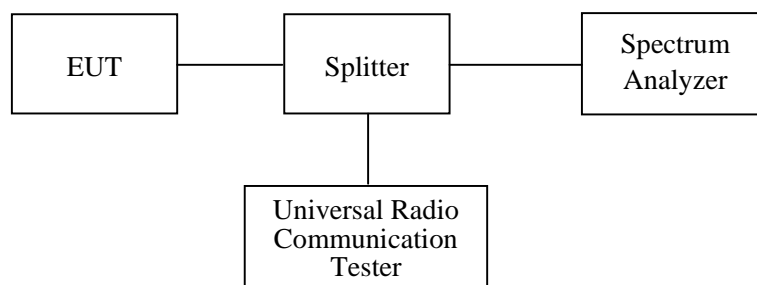 EUT
Splitter
Spectrum
Analyzer
Universal Radio
Communication
Tester